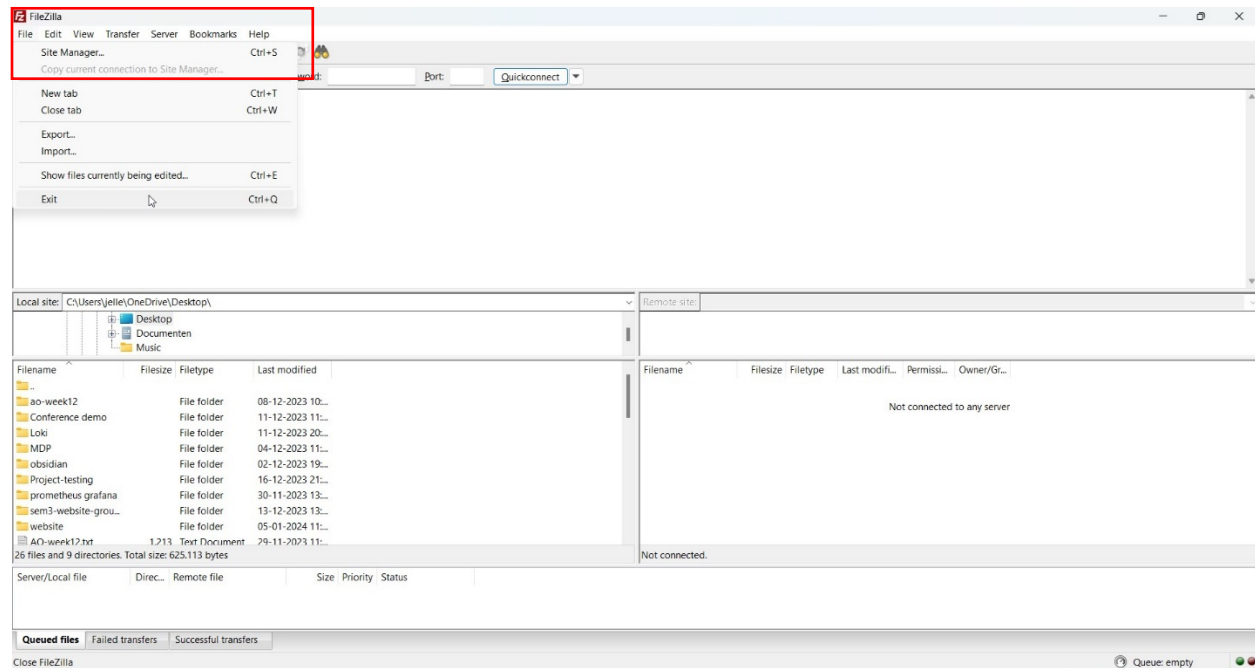 FileZilla
File Edit View Transfer Server Bookmarks Help
Site Manager... Ctrl+S
Copy current connection to Site Manager...
Port: Quickconnect
New tab Ctrl+T
Close tab Ctrl+W
Export...
Import...
Show files currently being edited... Ctrl+E
Exit Ctrl+Q
Local site: C:\Users\jelle\OneDrive\Desktop\ Remote site:
Desktop
Documenten
Music
Filename Filesize Filetype Last modified Filename Filesize Filetype Last modifi... Permissi... Owner/Gr...
..
ao-week12 File folder 08-12-2023 10:...
Not connected to any server
Conference demo File folder 11-12-2023 11:...
Loki File folder 11-12-2023 20:...
MDP File folder 04-12-2023 11:...
obsidian File folder 02-12-2023 19:...
Project-testing File folder 16-12-2023 21:...
prometheus grafana File folder 30-11-2023 13:...
sem3-website-grou... File folder 13-12-2023 13:...
website File folder 05-01-2024 11:...
AO-week12.txt 1.213 Text Document 29-11-2023 11:...
26 files and 9 directories. Total size: 625.113 bytes Not connected.
Server/Local file Direc... Remote file Size Priority Status
Queued files Failed transfers Successful transfers
Close FileZilla Queue: empty